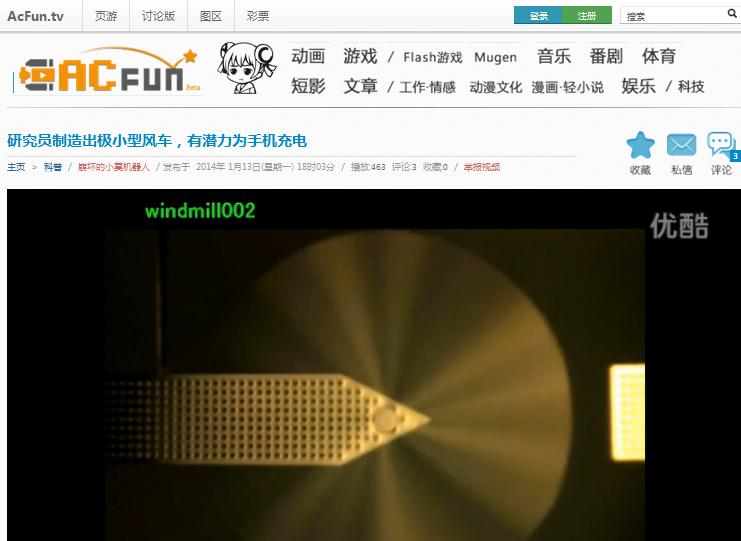 AcFun.tv 页游 讨论版 图区 彩票 登录 注册 搜索
ACFUN Beta
动画 游戏 / Flash游戏 Mugen 音乐 番剧 体育
短影 文章 / 工作·情感 动漫文化 漫画·轻小说 娱乐 / 科技
研究员制造出极小型风车，有潜力为手机充电
主页 > 科普 / 崩坏的小莫机器人 / 发布于 2014年 1月13日(星期一) 18时03分 / 播放:463 评论:3 收藏:0 / 举报视频
收藏 私信 评论 3
windmill002
优酷